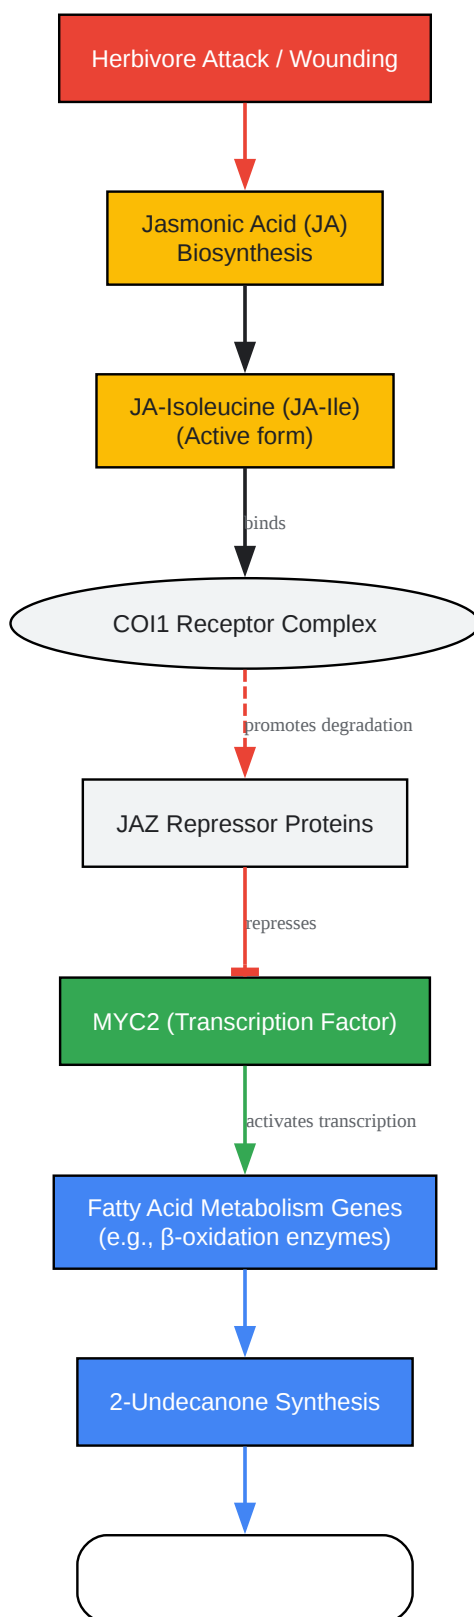 Herbivore Attack / Wounding
Jasmonic Acid (JA)
Biosynthesis
JA-Isoleucine (JA-Ile)
(Active form)
binds
COI1 Receptor Complex
promotes degradation
JAZ Repressor Proteins
represses
MYC2 (Transcription Factor)
activates transcription
Fatty Acid Metabolism Genes
(e.g., β-oxidation enzymes)
2-Undecanone Synthesis